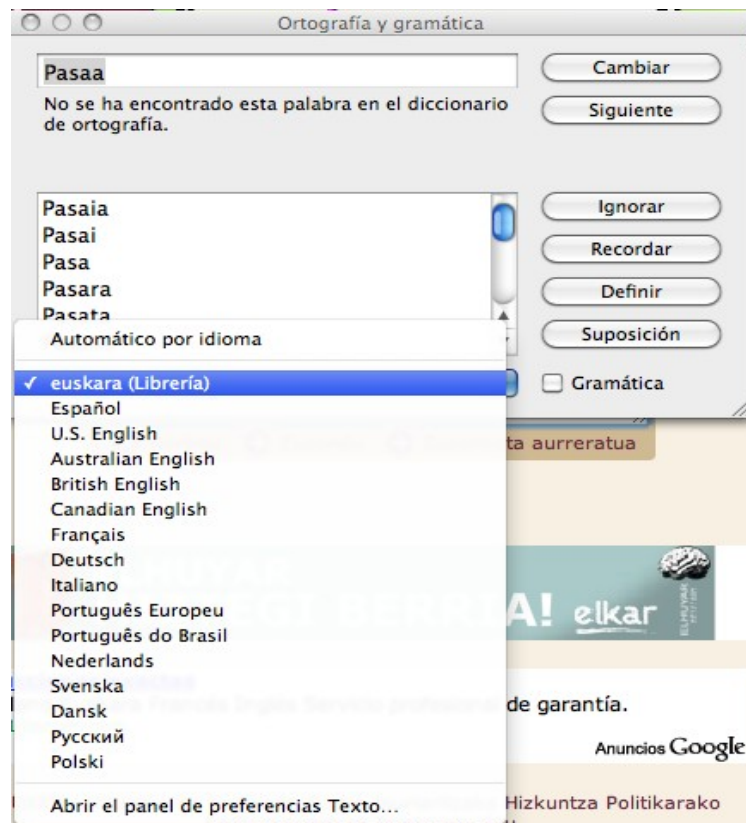 Ortografía y gramática
Pasaa
Cambiar
No se ha encontrado esta palabra en el diccionario
de ortografía.
Siguiente
Pasaia
Ignorar
Pasai
Pasa
Recordar
Pasara
Definir
Pasata
Automático por idioma
Suposición
✓ euskara (Librería)
Gramática
Español
U.S. English
ta aurreratua
Australian English
British English
Canadian English
Français
Deutsch
Italiano
A! elkar
Português Europeu
Português do Brasil
Nederlands
Svenska
de garantía.
Dansk
Русский
Anuncios Google
Polski
Abrir el panel de preferencias Texto...
Hizkuntza Politikarako